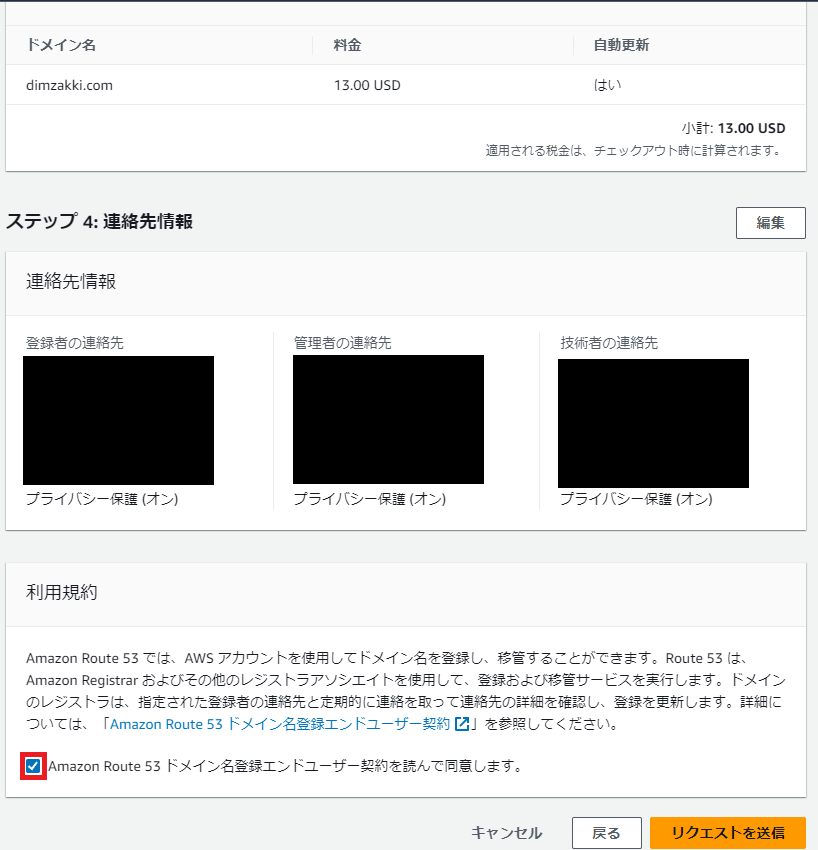 ドメイン名 料金 自動更新
dimzakki.com 13.00 USD はい
小計: 13.00 USD
適用される税金は、チェックアウト時に計算されます。
ステップ 4: 連絡先情報 編集
連絡先情報
登録者の連絡先 管理者の連絡先 技術者の連絡先
プライバシー保護 (オン) プライバシー保護 (オン) プライバシー保護 (オン)
利用規約
Amazon Route 53 では、AWS アカウントを使用してドメイン名を登録し、移管することができます。Route 53 は、
Amazon Registrar およびその他のレジストラアソシエイトを使用して、登録および移管サービスを実行します。ドメイン
のレジストラは、指定された登録者の連絡先と定期的に連絡を取って連絡先の詳細を確認し、登録を更新します。詳細に
ついては、「Amazon Route 53 ドメイン名登録エンドユーザー契約」を参照してください。
Amazon Route 53 ドメイン名登録エンドユーザー契約を読んで同意します。
キャンセル 戻る リクエストを送信